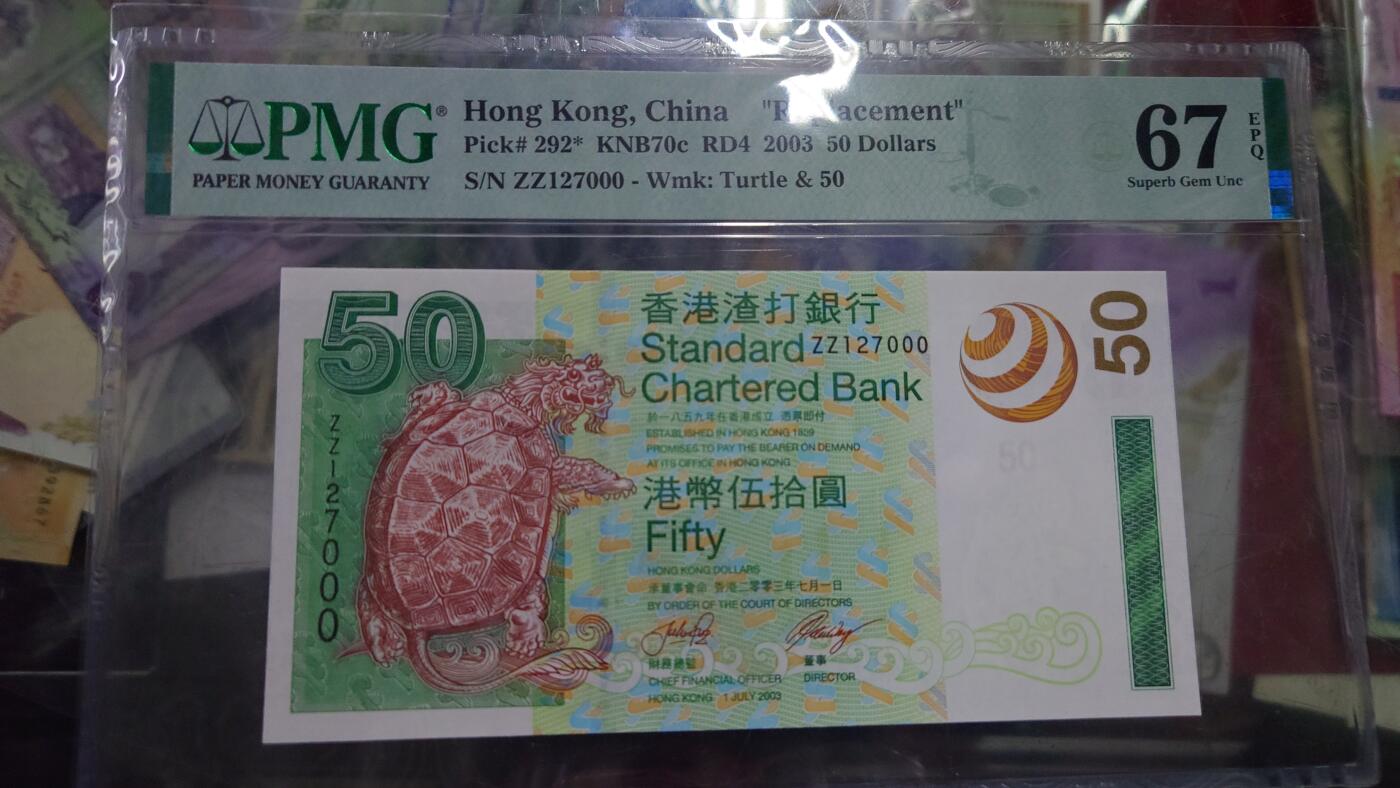 PMG®
PAPER MONEY GUARANTY
Hong Kong, China "Replacement"
Pick# 292* KNB70c RD4 2003 50 Dollars
S/N ZZ127000 - Wmk: Turtle & 50
67
EPQ
Superb Gem Unc
50
ZZ127000
香港渣打銀行
Standard
Chartered Bank
ZZ127000
於一八五九年在香港成立 憑票即付
ESTABLISHED IN HONG KONG 1859
PROMISES TO PAY THE BEARER ON DEMAND
AT ITS OFFICE IN HONG KONG
港幣伍拾圓
Fifty
HONG KONG DOLLARS
承董事會命 香港二零零三年七月一日
BY ORDER OF THE COURT OF DIRECTORS
財務總監
CHIEF FINANCIAL OFFICER
董事
DIRECTOR
HONG KONG 1 JULY 2003
50
50